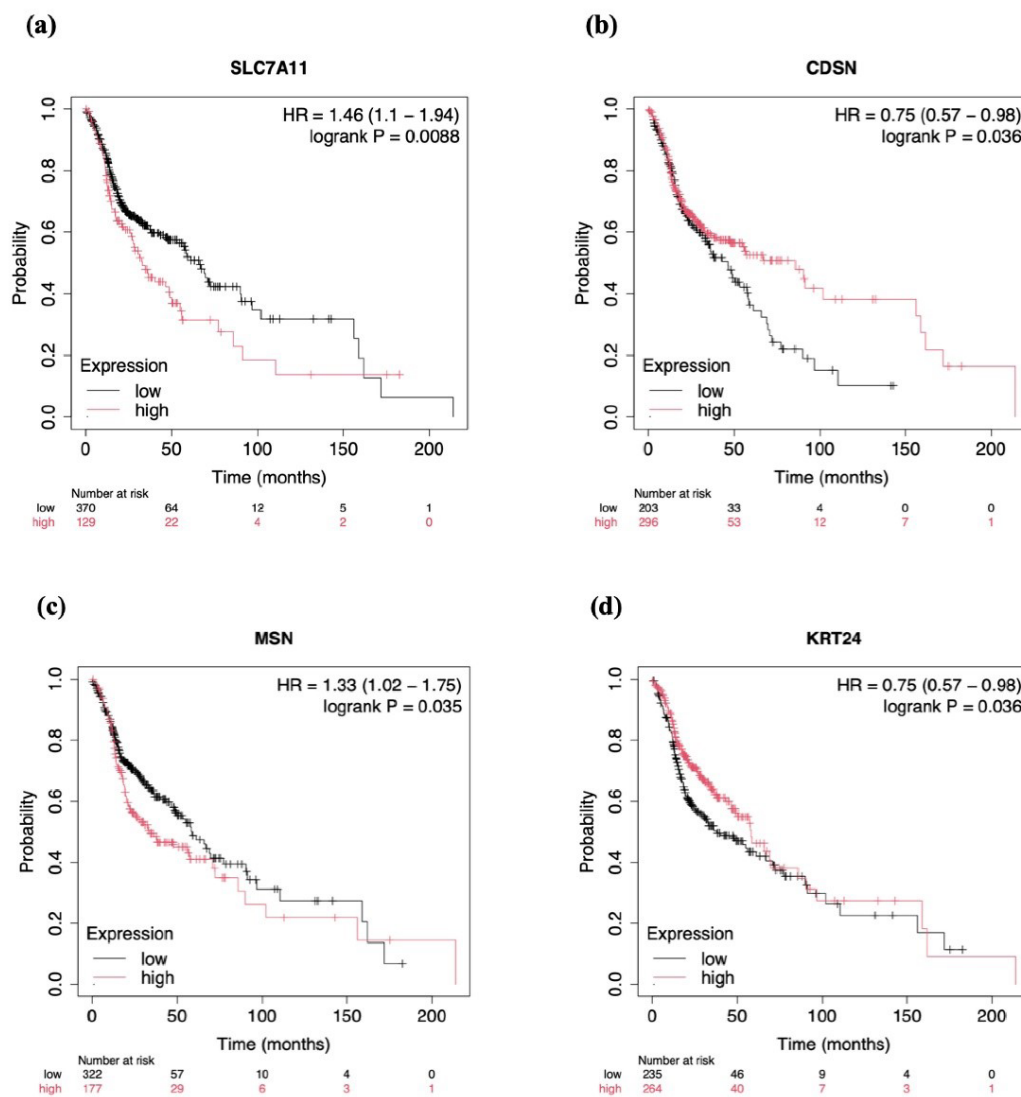 (a)
SLC7A11
HR = 1.46 (1.1 – 1.94)
logrank P = 0.0088
Probability
1.0
0.8
0.6
0.4
0.2
0.0
Expression
low
high
0 50 100 150 200
Time (months)
Number at risk
low 370 64 12 5 1
high 129 22 4 2 0
(b)
CDSN
HR = 0.75 (0.57 – 0.98)
logrank P = 0.036
Probability
1.0
0.8
0.6
0.4
0.2
0.0
Expression
low
high
0 50 100 150 200
Time (months)
Number at risk
low 203 33 4 0 0
high 296 53 12 7 1
(c)
MSN
HR = 1.33 (1.02 – 1.75)
logrank P = 0.035
Probability
1.0
0.8
0.6
0.4
0.2
0.0
Expression
low
high
0 50 100 150 200
Time (months)
Number at risk
low 322 57 10 4 0
high 177 29 6 3 1
(d)
KRT24
HR = 0.75 (0.57 – 0.98)
logrank P = 0.036
Probability
1.0
0.8
0.6
0.4
0.2
0.0
Expression
low
high
0 50 100 150 200
Time (months)
Number at risk
low 235 46 9 4 0
high 264 40 7 3 1